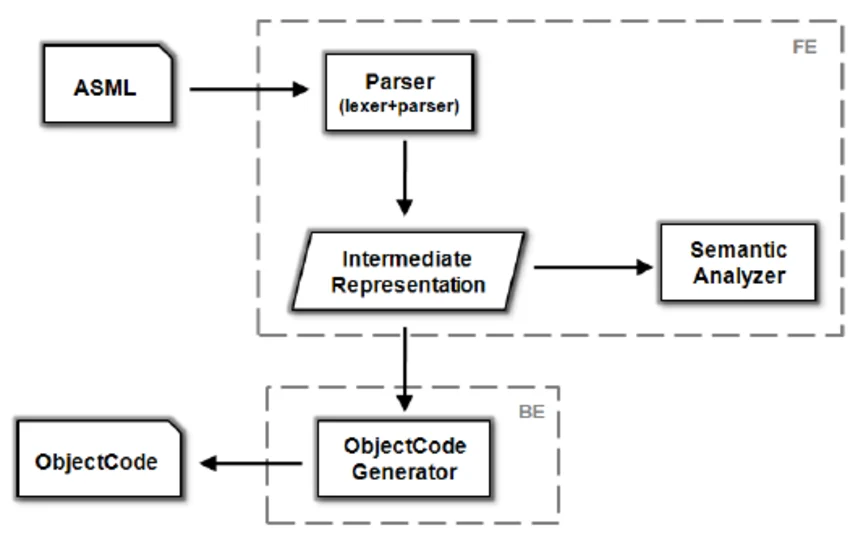 FE
ASML
Parser
(lexer+parser)
Intermediate
Representation
Semantic
Analyzer
BE
ObjectCode
ObjectCode
Generator